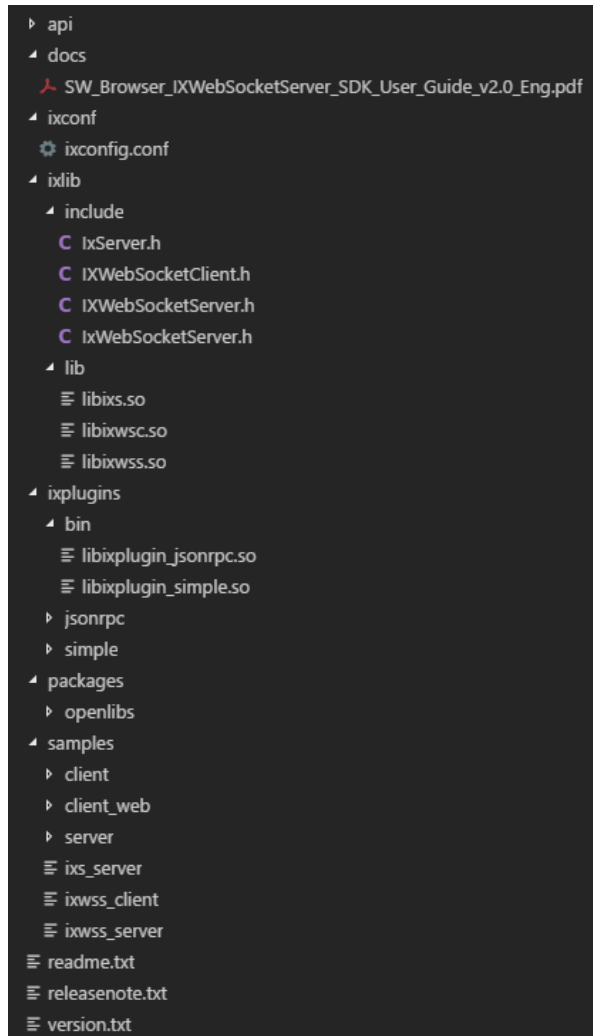 api
docs
SW_Browser_IXWebSocketServer_SDK_User_Guide_v2.0_Eng.pdf
ixconf
ixconfig.conf
ixlib
include
C IxServer.h
C IXWebSocketClient.h
C IXWebSocketServer.h
C IxWebSocketServer.h
lib
libixs.so
libixwsc.so
libixwss.so
ixplugins
bin
libixplugin_jsonrpc.so
libixplugin_simple.so
jsonrpc
simple
packages
openlibs
samples
client
client_web
server
ixs_server
ixwss_client
ixwss_server
readme.txt
releasenote.txt
version.txt